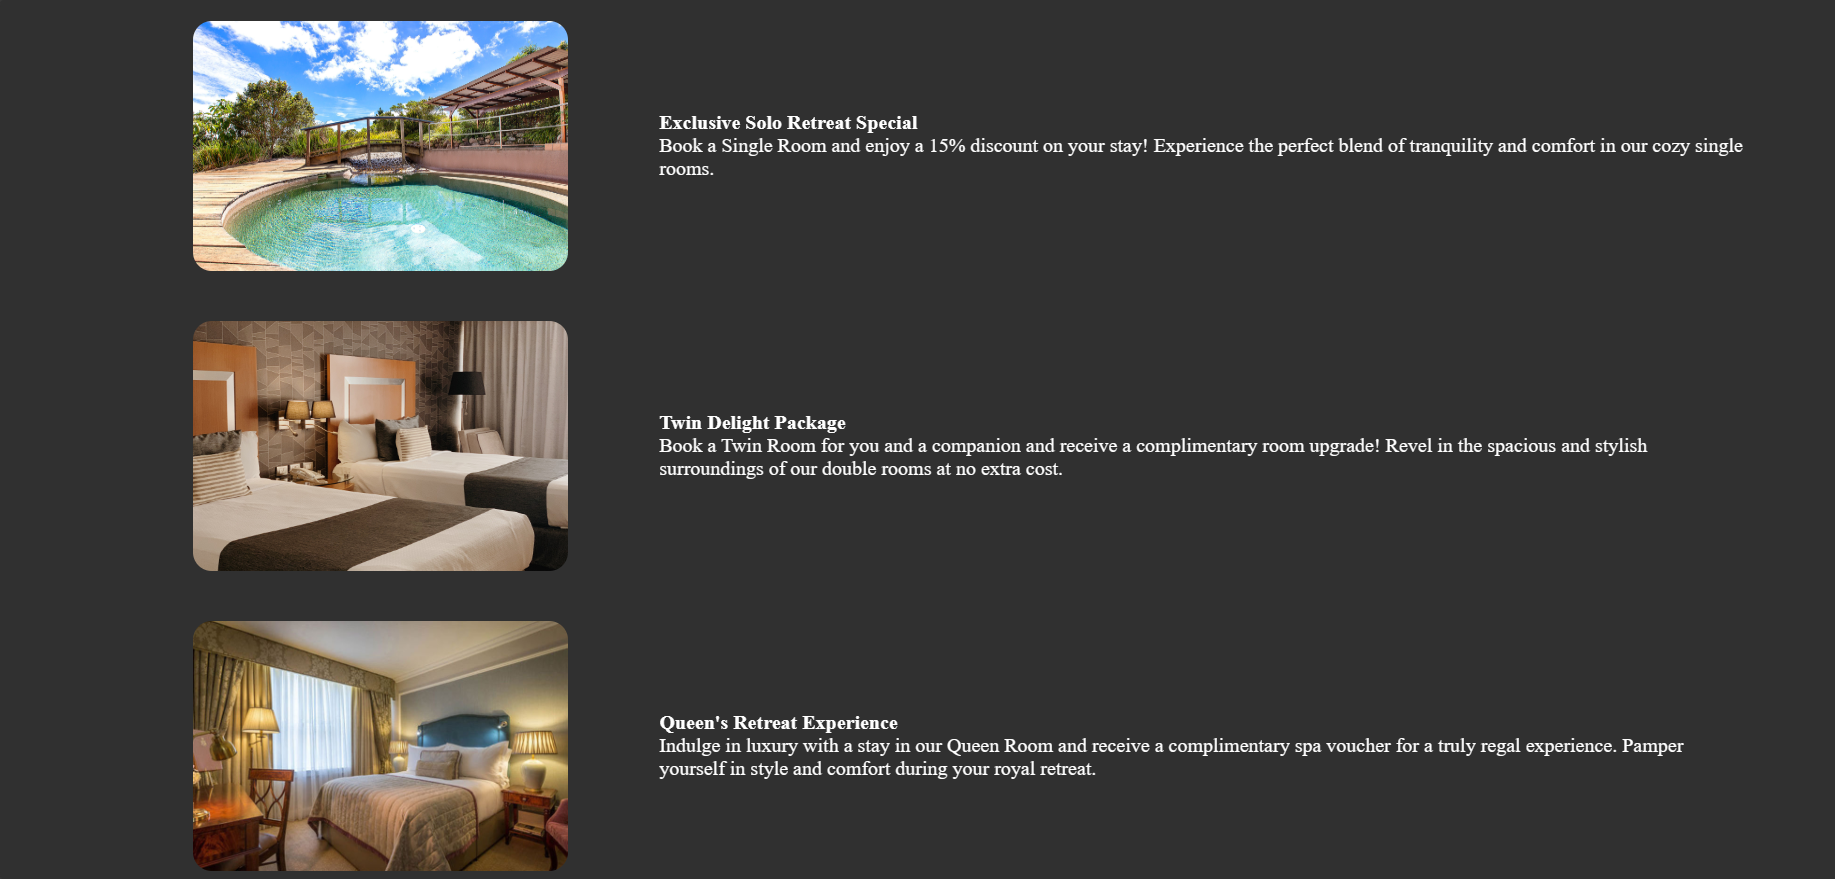 Exclusive Solo Retreat Special
Book a Single Room and enjoy a 15% discount on your stay! Experience the perfect blend of tranquility and comfort in our cozy single
rooms.
Twin Delight Package
Book a Twin Room for you and a companion and receive a complimentary room upgrade! Revel in the spacious and stylish
surroundings of our double rooms at no extra cost.
Queen's Retreat Experience
Indulge in luxury with a stay in our Queen Room and receive a complimentary spa voucher for a truly regal experience. Pamper
yourself in style and comfort during your royal retreat.